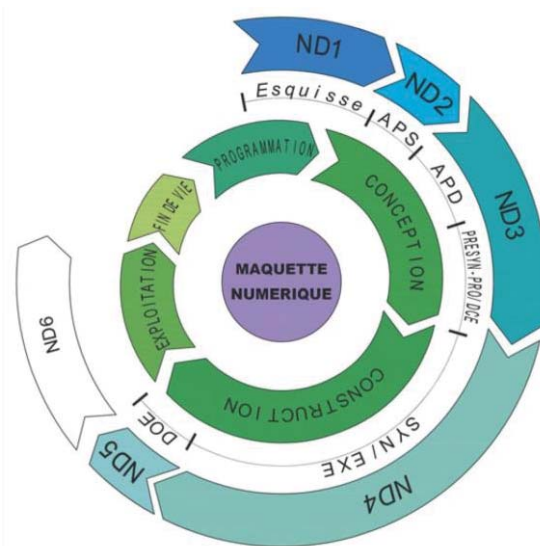 ND1
ND2
ND3
ND4
ND5
ND6
Esquisse
APS
APD
PRESYN-PRO/DCE
SYN/EXE
DOE
PROGRAMMATION
CONCEPTION
CONSTRUCTION
EXPLOITATION
FIN DE VIE
MAQUETTE
NUMERIQUE